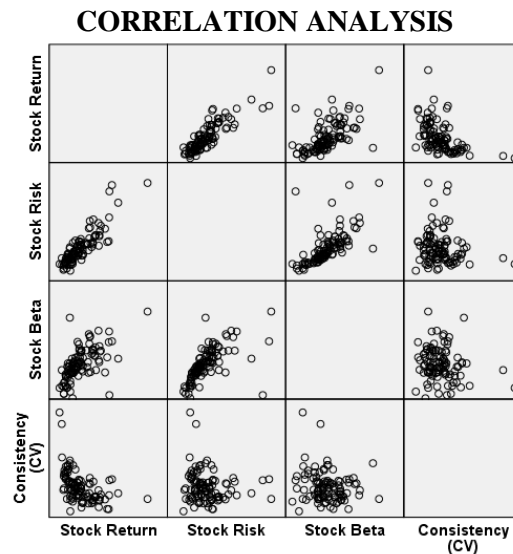 CORRELATION ANALYSIS
Stock Return
Stock Risk
Stock Beta
Consistency
(CV)
Stock Return
Stock Risk
Stock Beta
Consistency
(CV)